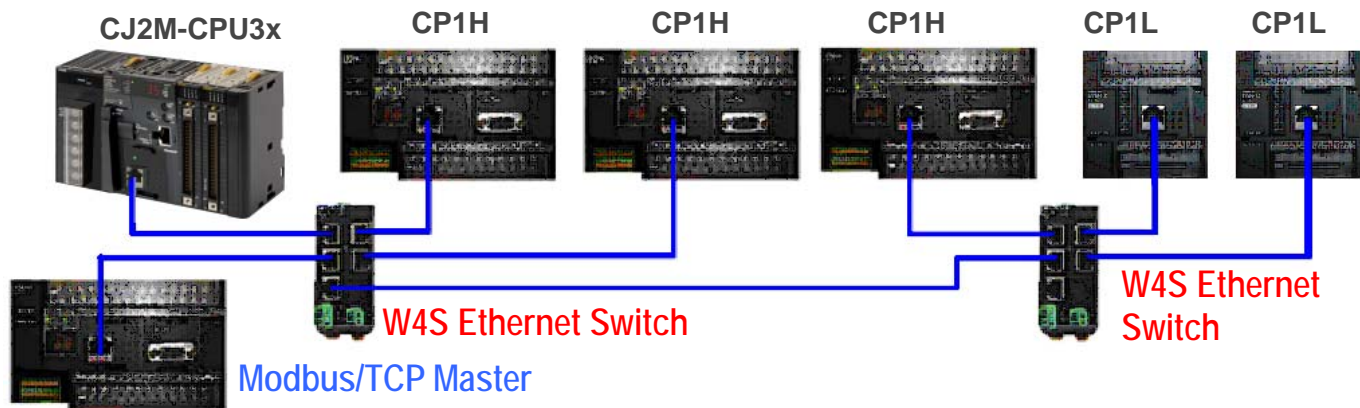 CJ2M-CPU3x
CP1H
CP1H
CP1H
CP1L
CP1L
W4S Ethernet Switch
W4S Ethernet
Switch
Modbus/TCP Master